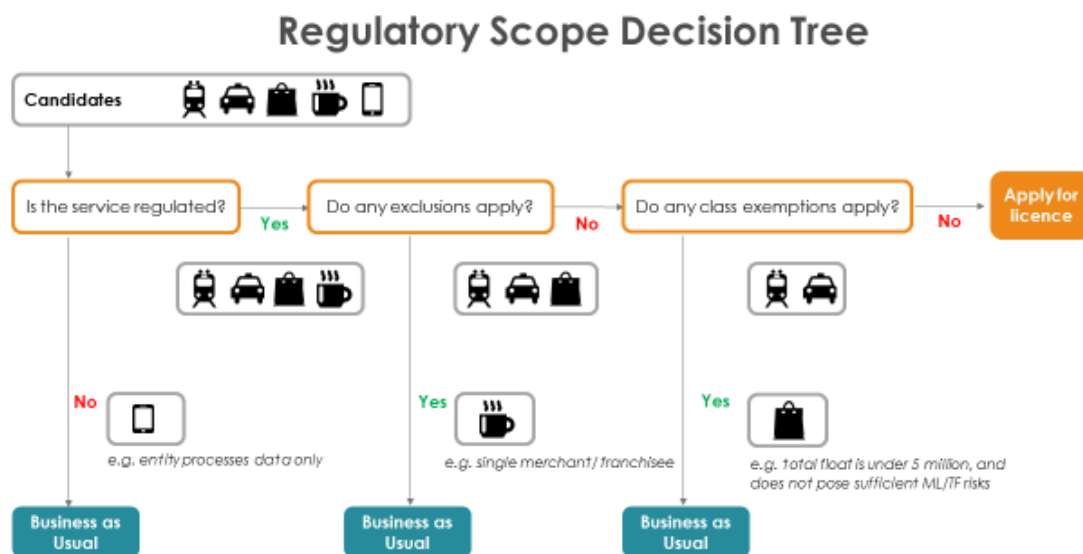 Regulatory Scope Decision Tree
Candidates
Is the service regulated?
Yes
Do any exclusions apply?
No
Do any class exemptions apply?
No
Apply for
licence
No
e.g. entity processes data only
Yes
e.g. single merchant/ franchisee
Yes
e.g. total float is under 5 million, and
does not pose sufficient ML/TF risks
Business as
Usual
Business as
Usual
Business as
Usual